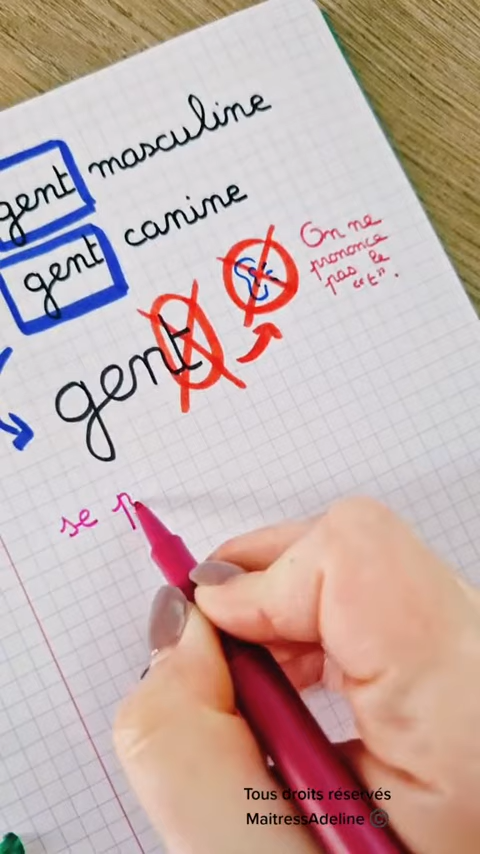 gent masculine
gent canine
On ne
prononce
pas le
"t".
gent
se p
Tous droits réservés
MaitressAdeline ©